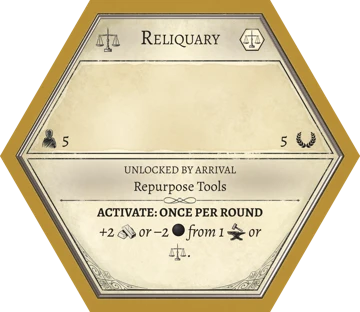 RELIQUARY
5 5
UNLOCKED BY ARRIVAL
Repurpose Tools
ACTIVATE: ONCE PER ROUND
+2 or −2 from 1 or
.